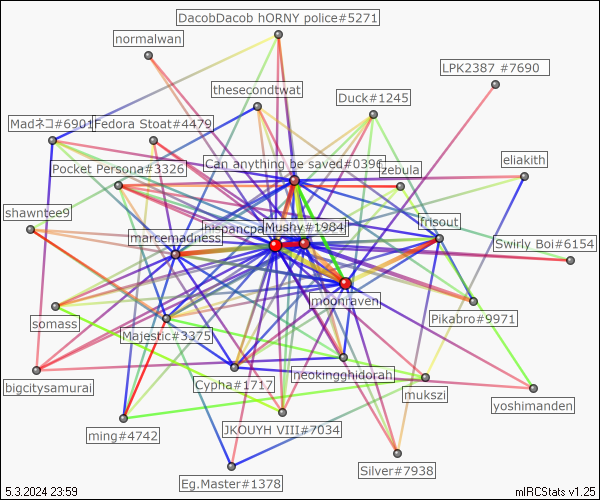 DacobDacob hORNY police#5271
normalwan
LPK2387 #7690
thesecondtwat
Duck#1245
Madネコ#6901
Fedora Stoat#4479
Can anything be saved#0396
Pocket Persona#3326
zebula
eliakith
shawntee9
hispancpa
Mushy#1984
frisout
marcemadness
Swirly Boi#6154
moonraven
somass
Majestic#3375
Pikabro#9971
bigcitysamurai
Cypha#1717
neokingghidorah
mukszi
yoshimanden
ming#4742
JKOUYH VIII#7034
Eg.Master#1378
Silver#7938
5.3.2024 23:59
mIRCStats v1.25